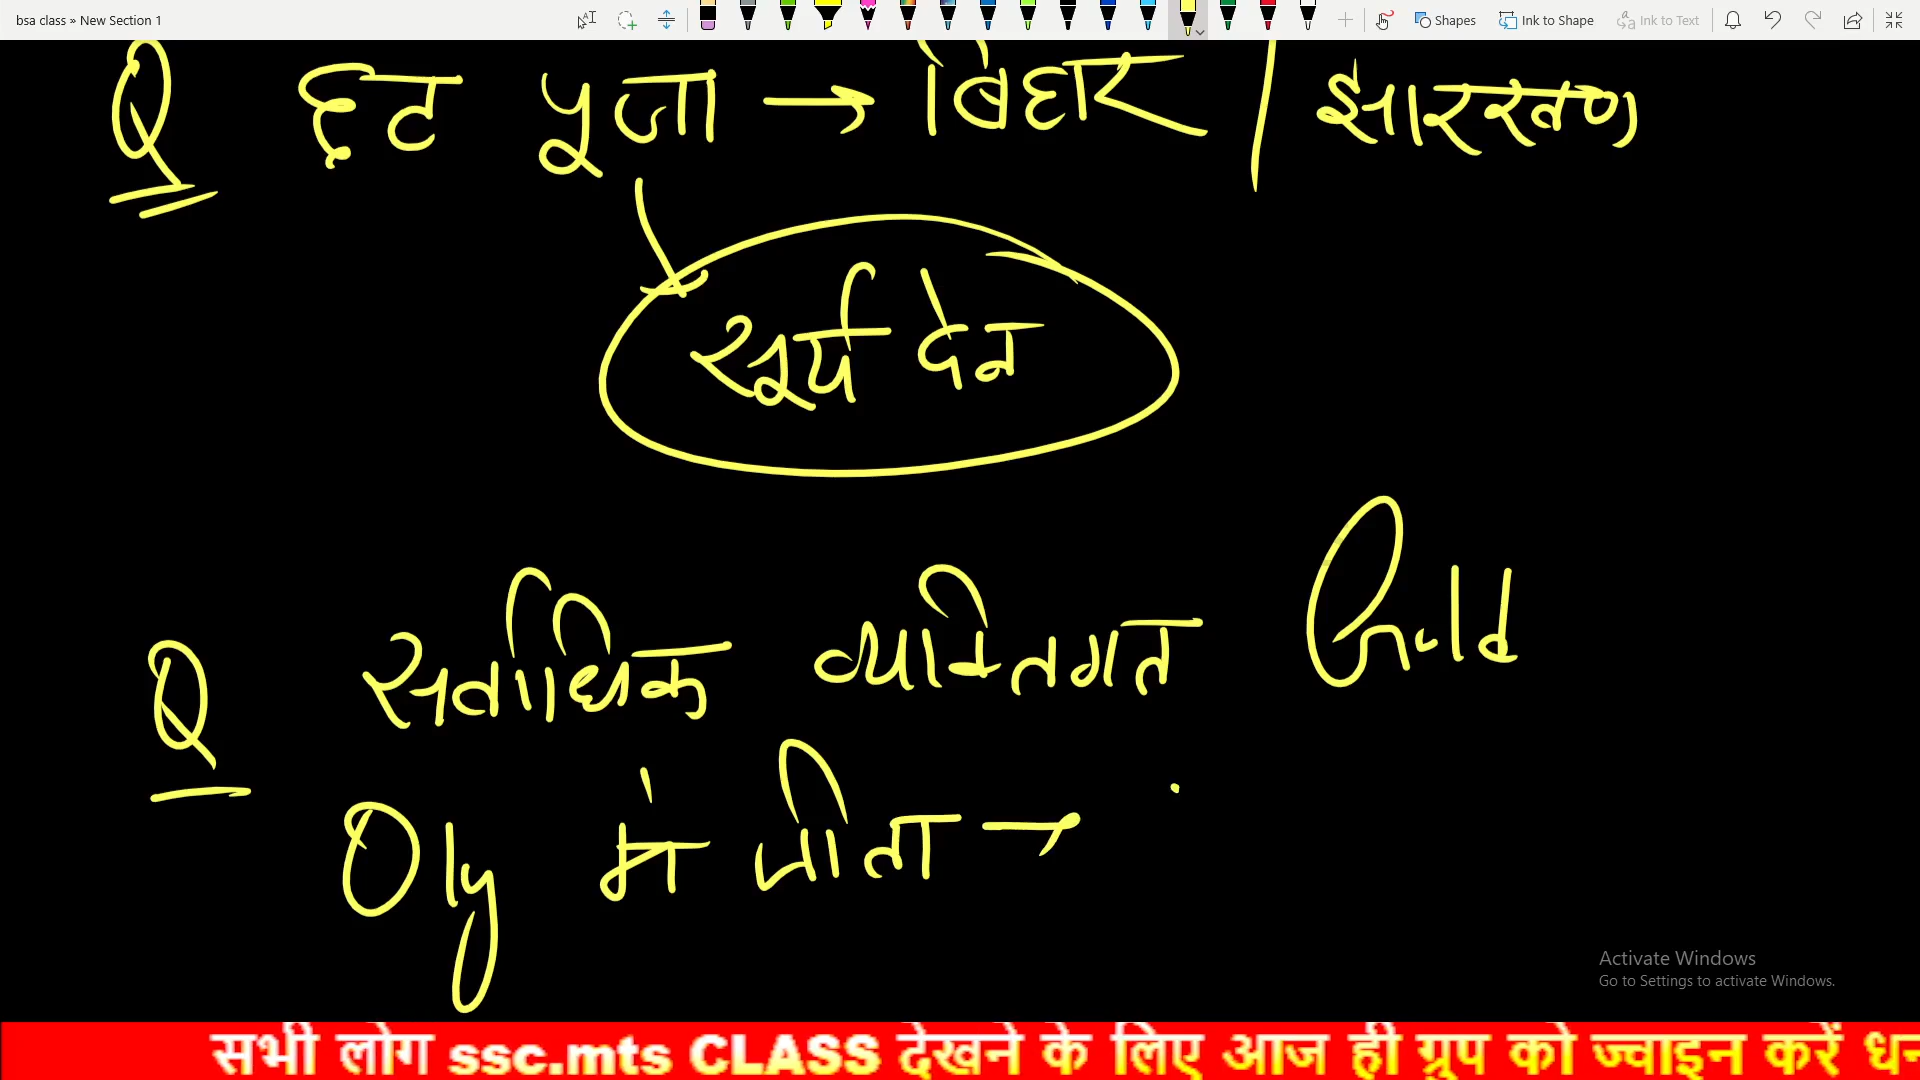 bsa class » New Section 1
Shapes Ink to Shape Ink to Text
Q छट पूजा → बिहार / झारखण
सूर्य देव
Q सर्वाधिक व्यक्तिगत Gold
Oly में जीता →
Activate Windows
Go to Settings to activate Windows.
सभी लोग ssc.mts CLASS देखने के लिए आज ही ग्रुप को ज्वाइन करें